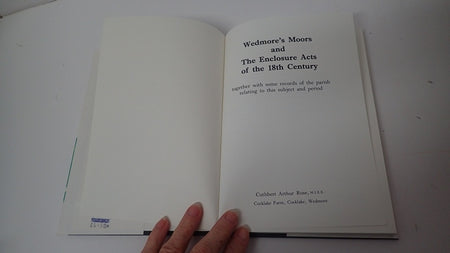 Wedmore's Moors
and
The Enclosure Acts
of the 18th Century
together with some records of the parish
relating to this subject and period
Cuthbert Arthur Rose,
Cocklake Farm, Cocklake, Wedmore